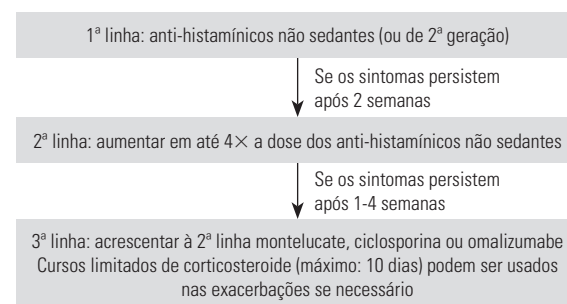 1ª linha: anti-histamínicos não sedantes (ou de 2ª geração)
Se os sintomas persistem
após 2 semanas
2ª linha: aumentar em até 4× a dose dos anti-histamínicos não sedantes
Se os sintomas persistem
após 1-4 semanas
3ª linha: acrescentar à 2ª linha montelucate, ciclosporina ou omalizumabe
Cursos limitados de corticosteroide (máximo: 10 dias) podem ser usados
nas exacerbações se necessário